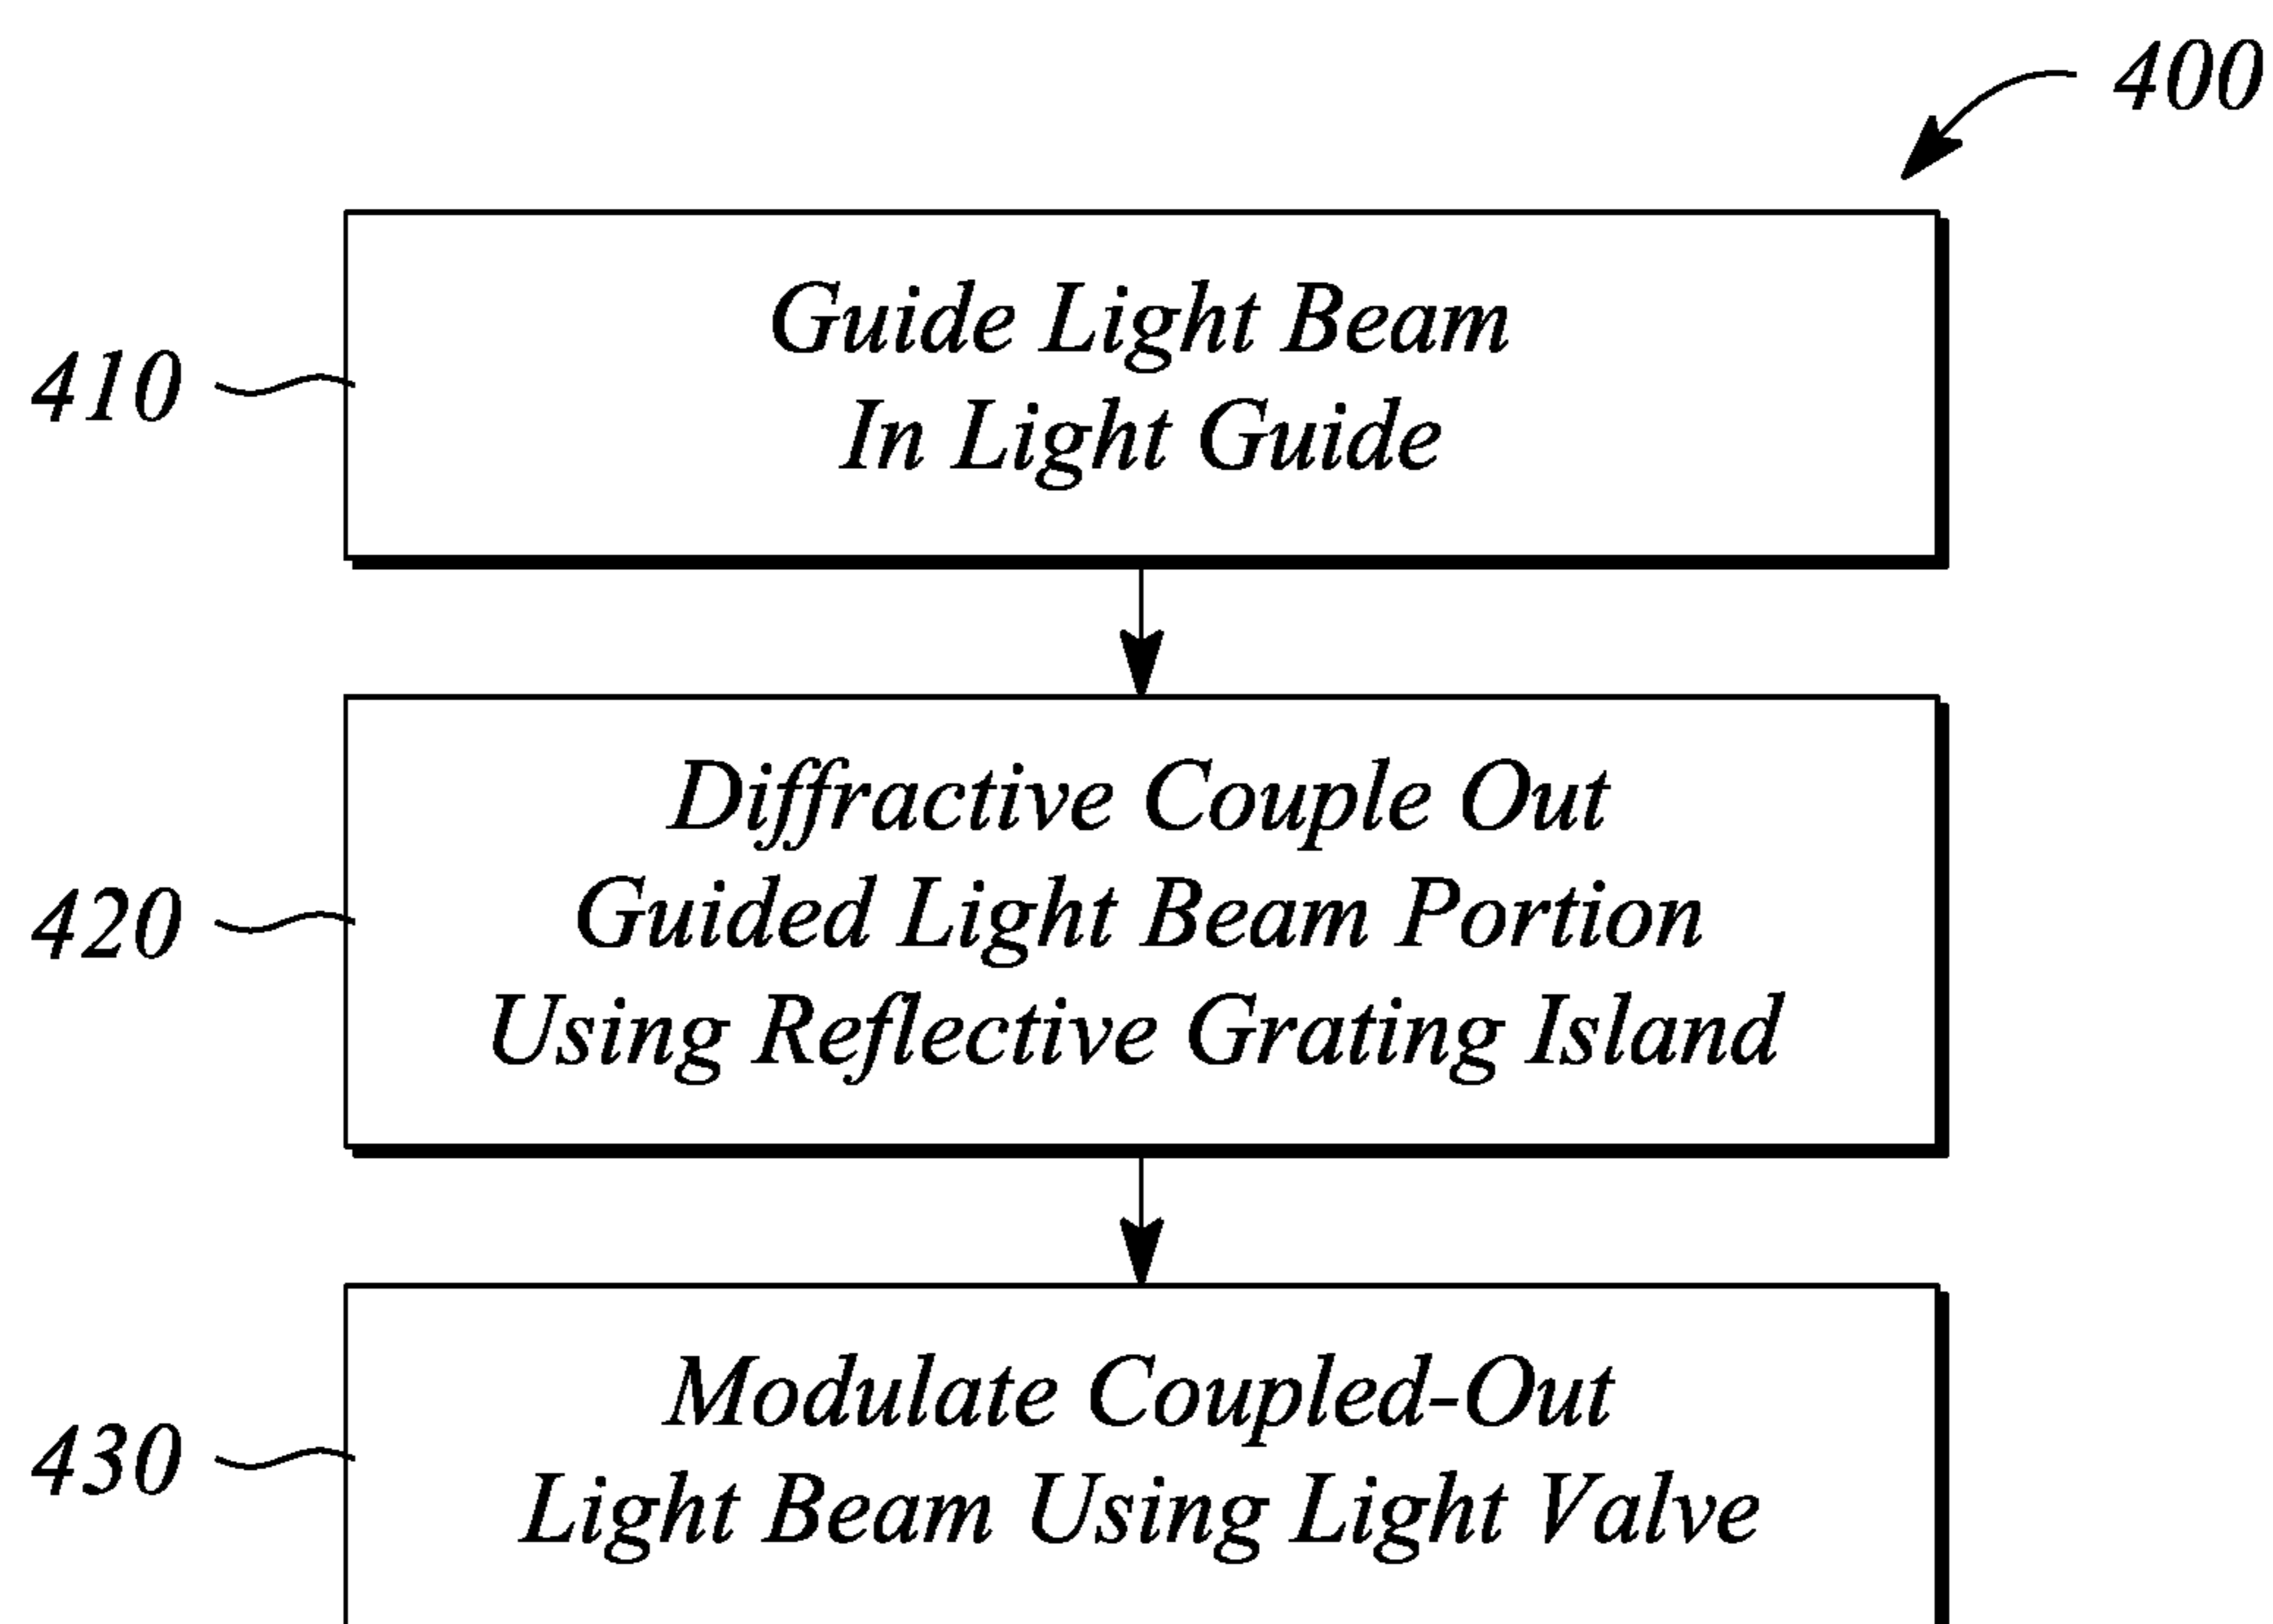 400
410
Guide Light Beam
In Light Guide
420
Diffractive Couple Out
Guided Light Beam Portion
Using Reflective Grating Island
430
Modulate Coupled-Out
Light Beam Using Light Valve